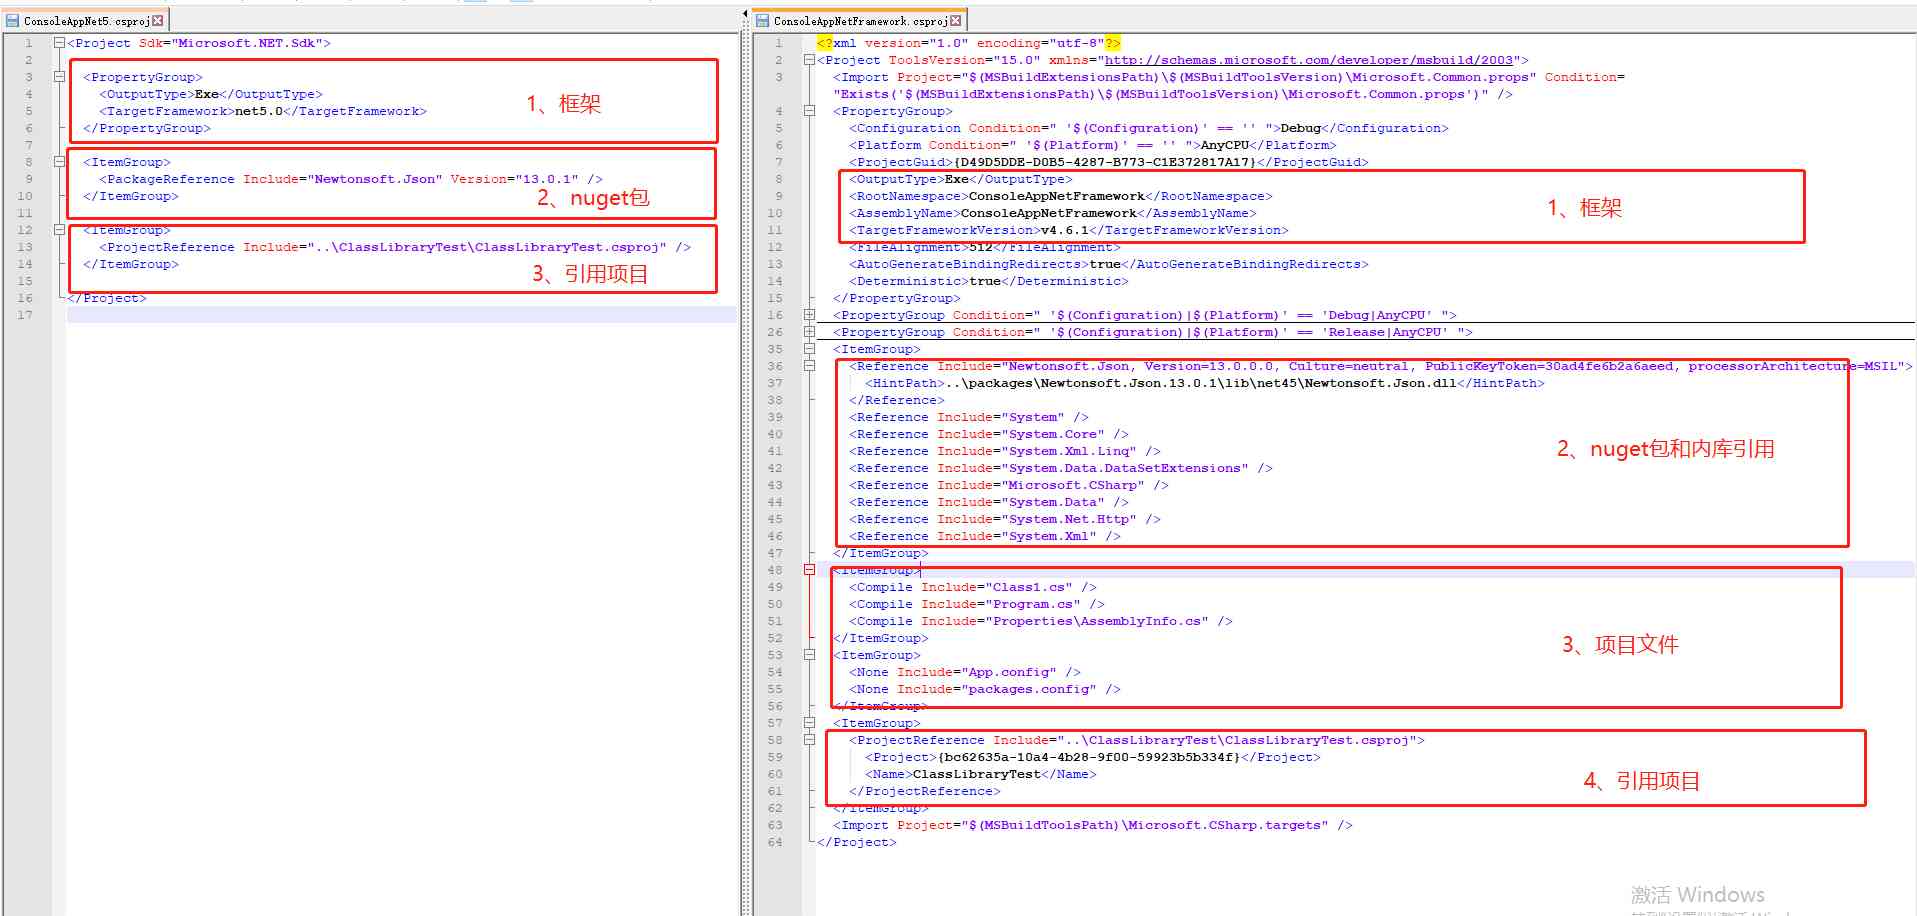 ConsoleAppNet5.csproj
1 <Project Sdk="Microsoft.NET.Sdk">
2
3 <PropertyGroup>
4 <OutputType>Exe</OutputType>
5 <TargetFramework>net5.0</TargetFramework>
6 </PropertyGroup>
1、框架
7
8 <ItemGroup>
9 <PackageReference Include="Newtonsoft.Json" Version="13.0.1" />
10 </ItemGroup>
2、nuget包
11
12 <ItemGroup>
13 <ProjectReference Include="..\ClassLibraryTest\ClassLibraryTest.csproj" />
14 </ItemGroup>
3、引用项目
15
16 </Project>
17
ConsoleAppNetFramework.csproj
1 <?xml version="1.0" encoding="utf-8"?>
2 <Project ToolsVersion="15.0" xmlns="http://schemas.microsoft.com/developer/msbuild/2003">
3 <Import Project="$(MSBuildExtensionsPath)\$(MSBuildToolsVersion)\Microsoft.Common.props" Condition=
"Exists('$(MSBuildExtensionsPath)\$(MSBuildToolsVersion)\Microsoft.Common.props')" />
4 <PropertyGroup>
5 <Configuration Condition=" '$(Configuration)' == '' ">Debug</Configuration>
6 <Platform Condition=" '$(Platform)' == '' ">AnyCPU</Platform>
7 <ProjectGuid>{D49D5DDE-D0B5-4287-B773-C1E372817A17}</ProjectGuid>
8 <OutputType>Exe</OutputType>
9 <RootNamespace>ConsoleAppNetFramework</RootNamespace>
10 <AssemblyName>ConsoleAppNetFramework</AssemblyName>
11 <TargetFrameworkVersion>v4.6.1</TargetFrameworkVersion>
1、框架
12 <FileAlignment>512</FileAlignment>
13 <AutoGenerateBindingRedirects>true</AutoGenerateBindingRedirects>
14 <Deterministic>true</Deterministic>
15 </PropertyGroup>
16 <PropertyGroup Condition=" '$(Configuration)|$(Platform)' == 'Debug|AnyCPU' ">
26 <PropertyGroup Condition=" '$(Configuration)|$(Platform)' == 'Release|AnyCPU' ">
35 <ItemGroup>
36 <Reference Include="Newtonsoft.Json, Version=13.0.0.0, Culture=neutral, PublicKeyToken=30ad4fe6b2a6aeed, processorArchitecture=MSIL">
37 <HintPath>..\packages\Newtonsoft.Json.13.0.1\lib\net45\Newtonsoft.Json.dll</HintPath>
38 </Reference>
39 <Reference Include="System" />
40 <Reference Include="System.Core" />
41 <Reference Include="System.Xml.Linq" />
42 <Reference Include="System.Data.DataSetExtensions" />
43 <Reference Include="Microsoft.CSharp" />
44 <Reference Include="System.Data" />
45 <Reference Include="System.Net.Http" />
46 <Reference Include="System.Xml" />
2、nuget包和内库引用
47 </ItemGroup>
48 <ItemGroup>
49 <Compile Include="Class1.cs" />
50 <Compile Include="Program.cs" />
51 <Compile Include="Properties\AssemblyInfo.cs" />
52 </ItemGroup>
53 <ItemGroup>
54 <None Include="App.config" />
55 <None Include="packages.config" />
56 </ItemGroup>
3、项目文件
57 <ItemGroup>
58 <ProjectReference Include="..\ClassLibraryTest\ClassLibraryTest.csproj">
59 <Project>{bc62635a-10a4-4b28-9f00-59923b5b334f}</Project>
60 <Name>ClassLibraryTest</Name>
61 </ProjectReference>
4、引用项目
62 </ItemGroup>
63 <Import Project="$(MSBuildToolsPath)\Microsoft.CSharp.targets" />
64 </Project>
激活 Windows